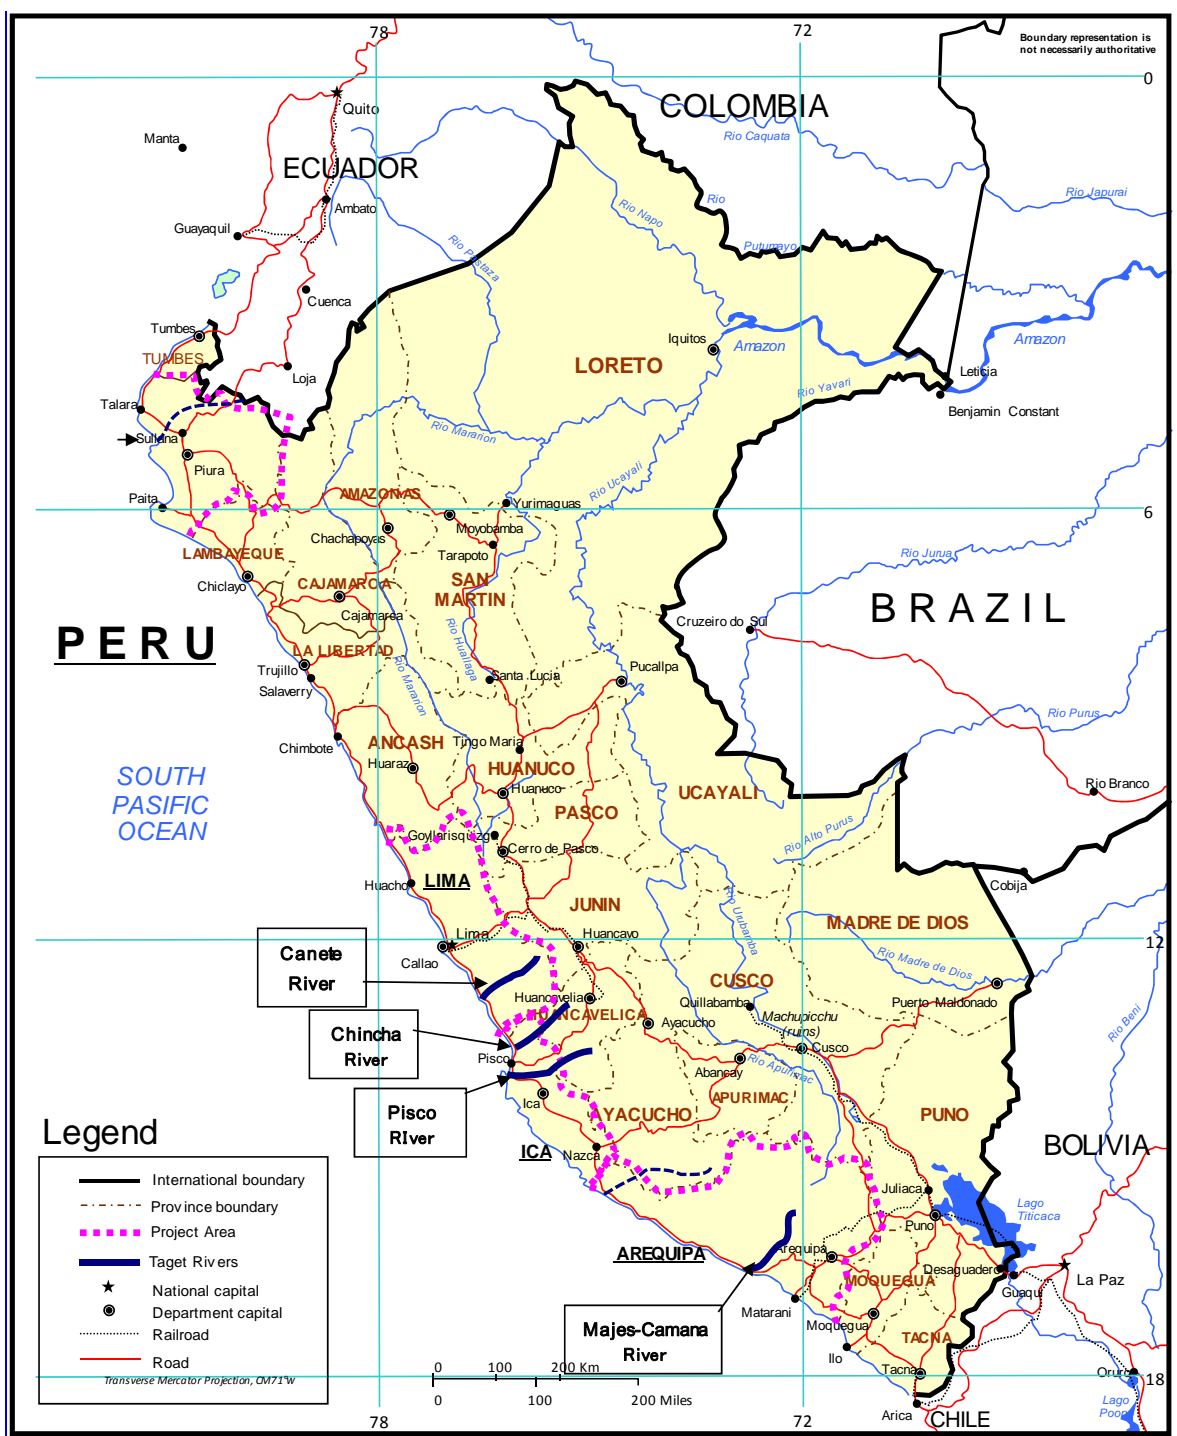 78
72
Boundary representation is
not necessarily authoritative
0
COLOMBIA
Quito
Rio Caquata
Manta
ECUADOR
Rio Japurai
Ambato
Rio Napo
Rio
Guayaquil
Rio Pastaza
Putumayo
Cuenca
Tumbes
Iquitos
Amazon
Amazon
TUMBES
LORETO
Loja
Leticia
Rio Yavari
Talara
Benjamin Constant
Rio Mararion
Sullana
Piura
Rio Ucayali
Paita
AMAZONAS
Yurimaguas
6
Moyobamba
Chachapoyas
Tarapoto
LAMBAYEQUE
Rio Jurua
Chiclayo
CAJAMARCA
SAN
MARTIN
Cajamarca
BRAZIL
Cruzeiro do Sul
PERU
Rio Huallaga
LA LIBERTAD
Trujillo
Rio Mararion
Pucallpa
Santa Lucia
Salaverry
Rio Purus
Chimbote
ANCASH
Tingo Maria
Huaraz
HUANUCO
SOUTH
PASIFIC
OCEAN
Huanuco
UCAYALI
Rio Branco
PASCO
Goyllarisquizga
Rio Alto Purus
Cerro de Pasco
Huacho
LIMA
Cobija
Rio Urubamba
JUNIN
MADRE DE DIOS
Lima
Huancayo
12
Canete
River
Callao
Rio Madre de Dios
CUSCO
Huancavelia
Quillabamba
Puerto Maldonado
HUANCAVELICA
Machupicchu
(ruins)
Rio Beni
Chincha
River
Ayacucho
Cusco
Pisco
Abancay
Rio Apurimac
Ica
APURIMAC
Pisco
River
AYACUCHO
PUNO
Legend
BOLIVIA
ICA
Nazca
International boundary
Juliaca
Province boundary
Lago
Titicaca
Project Area
Puno
Taget Rivers
AREQUIPA
Arequipa
Desaguadero
National capital
MOQUEGUA
La Paz
Guaqui
Department capital
Matarani
Railroad
Majes-Camana
River
Moquegua
TACNA
Road
Ilo
Transverse Mercator Projection, CM71°W
0 100 200 Km
Tacna
Oruro
18
0 100 200 Miles
Lago
Poop
Arica
CHILE
78
72